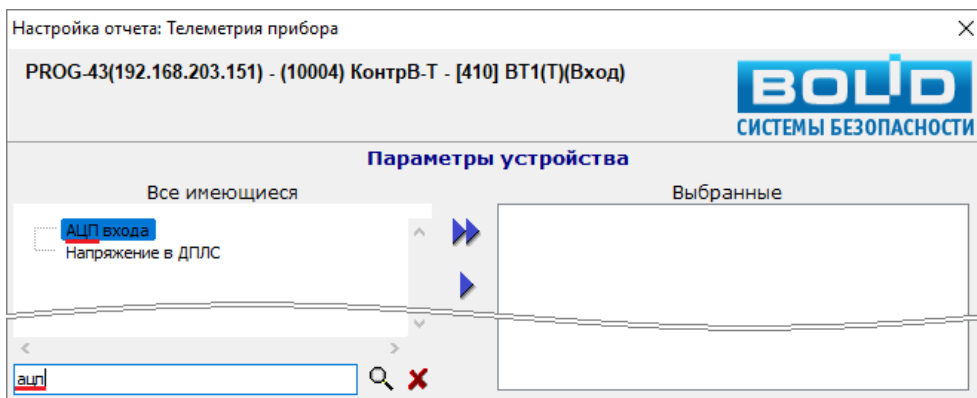 Настройка отчета: Телеметрия прибора
PROG-43(192.168.203.151) - (10004) КонтрВ-Т - [410] ВТ1(Т)(Вход)
BOLID
СИСТЕМЫ БЕЗОПАСНОСТИ
Параметры устройства
Все имеющиеся
Выбранные
АЦП входа
Напряжение в ДПЛС
ацп